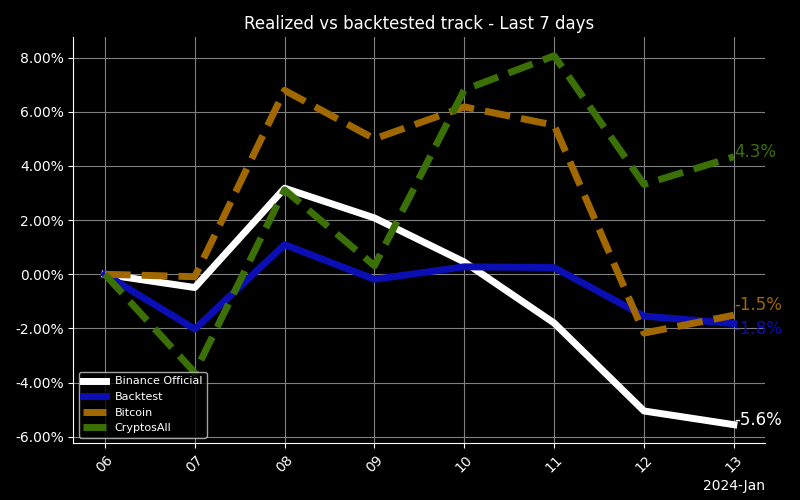 Realized vs backtested track - Last 7 days
8.00%
6.00%
4.00%
2.00%
0.00%
-2.00%
-4.00%
-6.00%
4.3%
-1.5%
-1.8%
-5.6%
Binance Official
Backtest
Bitcoin
CryptosAll
06 07 08 09 10 11 12 13
2024-Jan